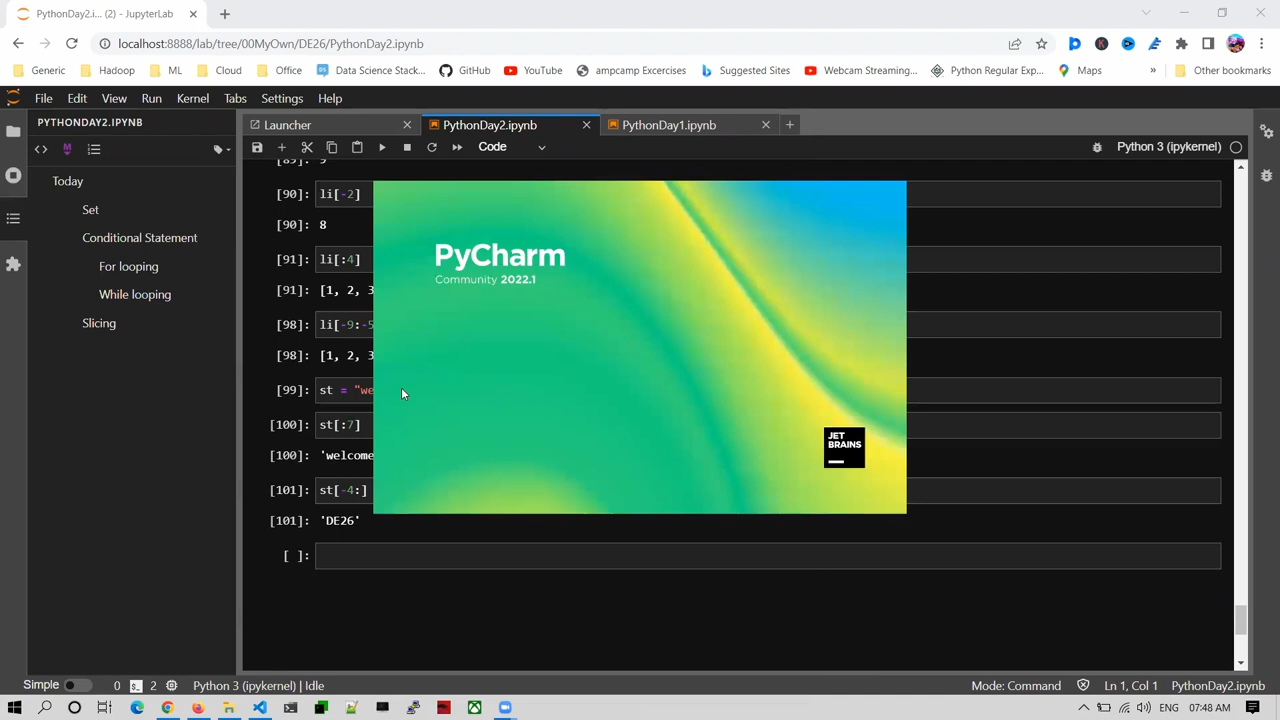 PythonDay2.i... (2) - JupyterLab
localhost:8888/lab/tree/00MyOwn/DE26/PythonDay2.ipynb
Generic Hadoop ML Cloud Office Data Science Stack... GitHub YouTube ampcamp Excercises Suggested Sites Webcam Streaming... Python Regular Exp... Maps » Other bookmarks
File Edit View Run Kernel Tabs Settings Help
PYTHONDAY2.IPYNB
Launcher PythonDay2.ipynb PythonDay1.ipynb
Code Python 3 (ipykernel)
Today
Set
Conditional Statement
For looping
While looping
Slicing
[89]: 9
[90]: li[-2]
[90]: 8
[91]: li[:4]
[91]: [1, 2, 3
[98]: li[-9:-5
[98]: [1, 2, 3
[99]: st = "we
[100]: st[:7]
[100]: 'welcome
[101]: st[-4:]
[101]: 'DE26'
[ ]:
PyCharm
Community 2022.1
JET
BRAINS
Simple 0 2 Python 3 (ipykernel) | Idle Mode: Command Ln 1, Col 1 PythonDay2.ipynb
ENG 07:48 AM